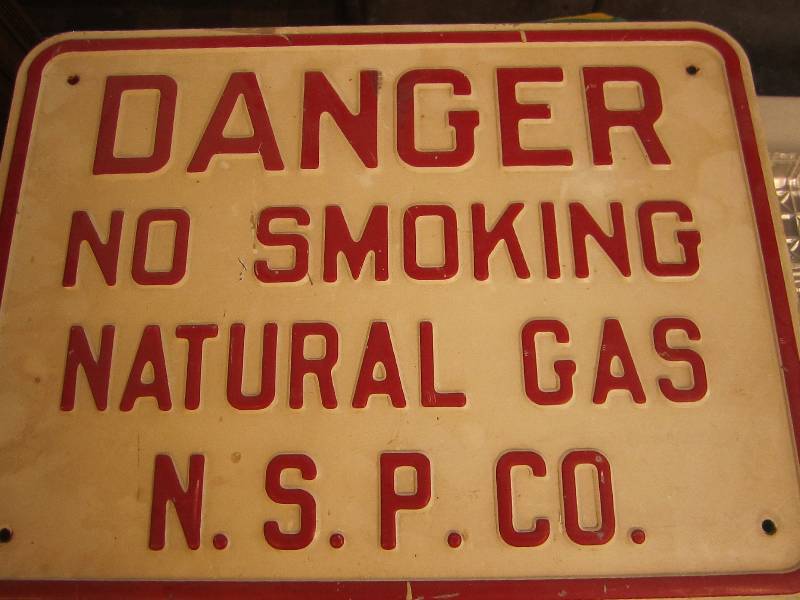 DANGER
NO SMOKING
NATURAL GAS
N. S. P. CO.